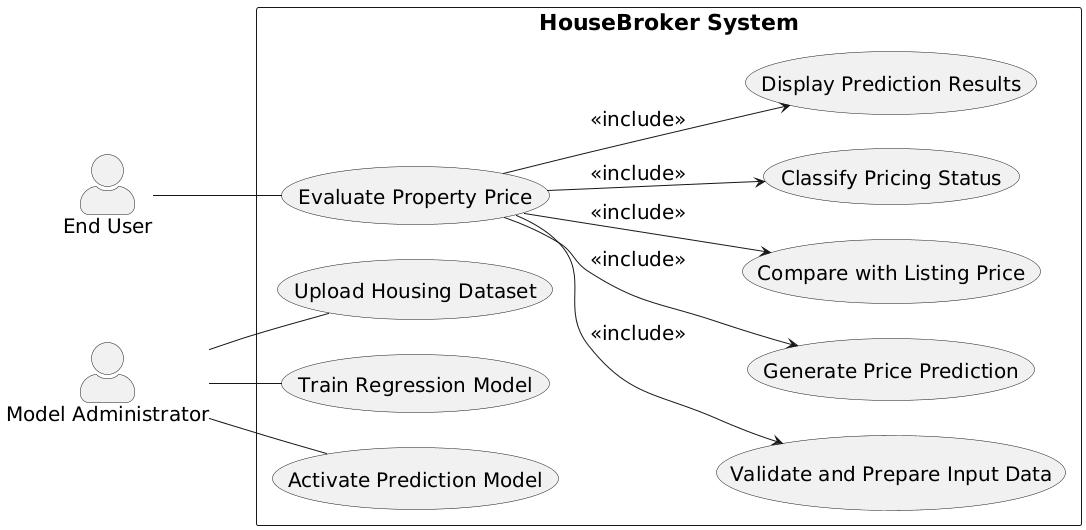 HouseBroker System
Display Prediction Results
«include»
«include»
Classify Pricing Status
Evaluate Property Price
«include»
End User
«include»
Compare with Listing Price
Upload Housing Dataset
«include»
Generate Price Prediction
Train Regression Model
Model Administrator
Validate and Prepare Input Data
Activate Prediction Model